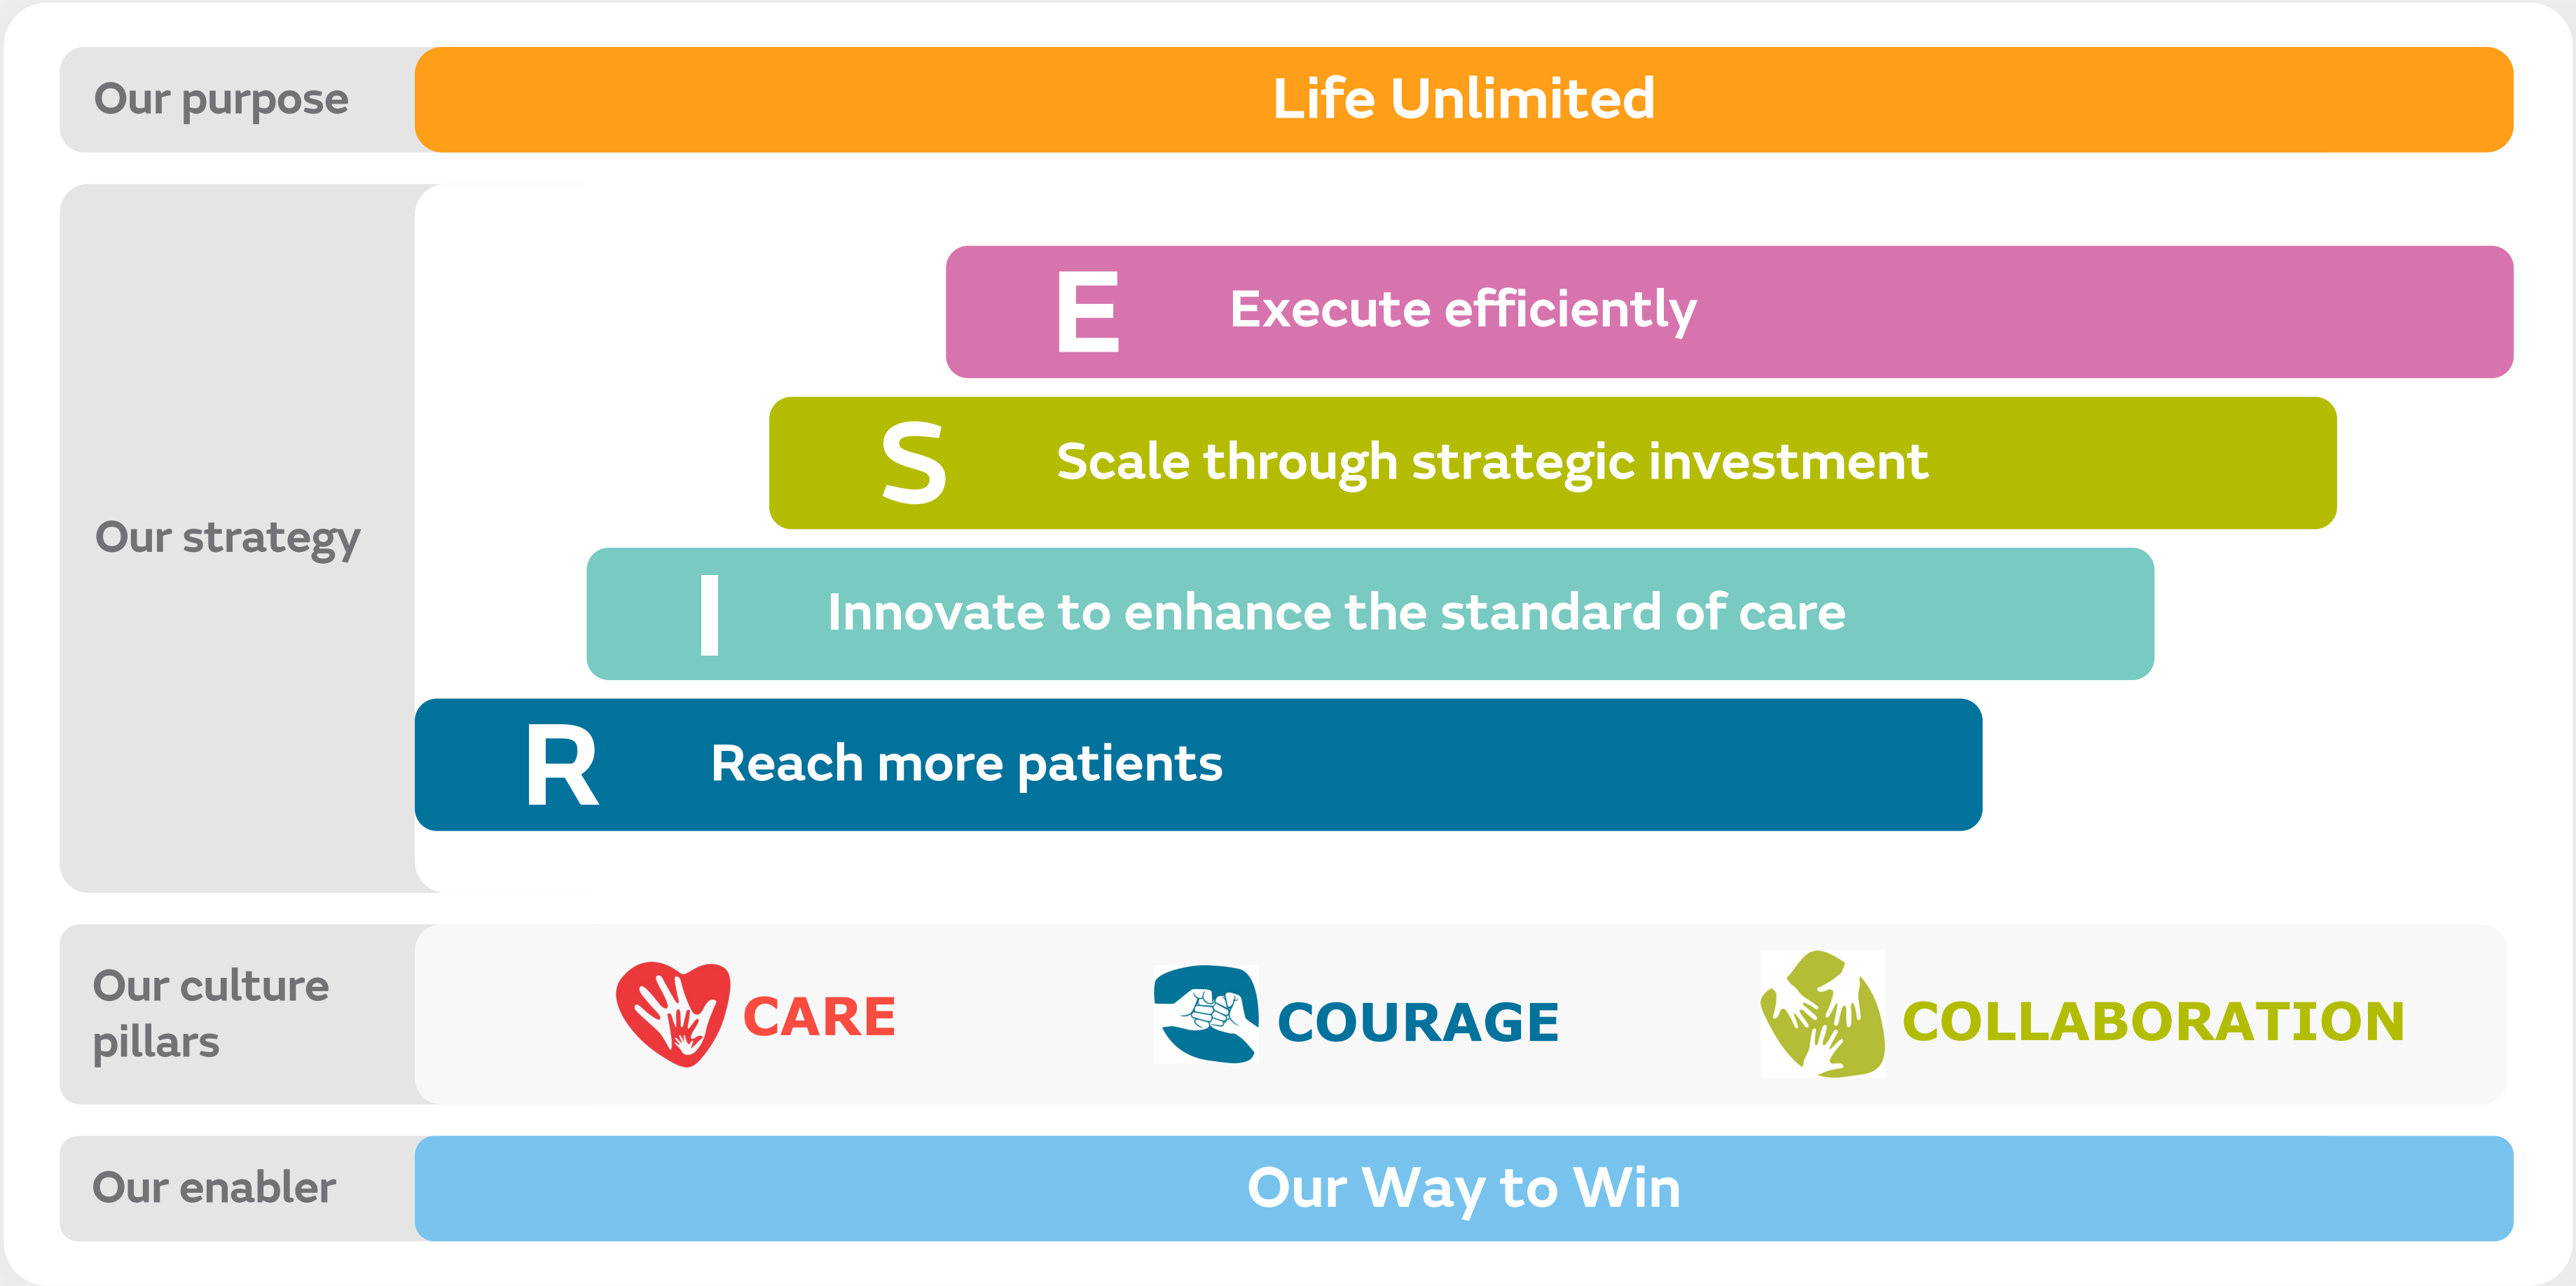 Our purpose
Life Unlimited
Our strategy
E Execute efficiently
S Scale through strategic investment
I Innovate to enhance the standard of care
R Reach more patients
Our culture
pillars
CARE
COURAGE
COLLABORATION
Our enabler
Our Way to Win